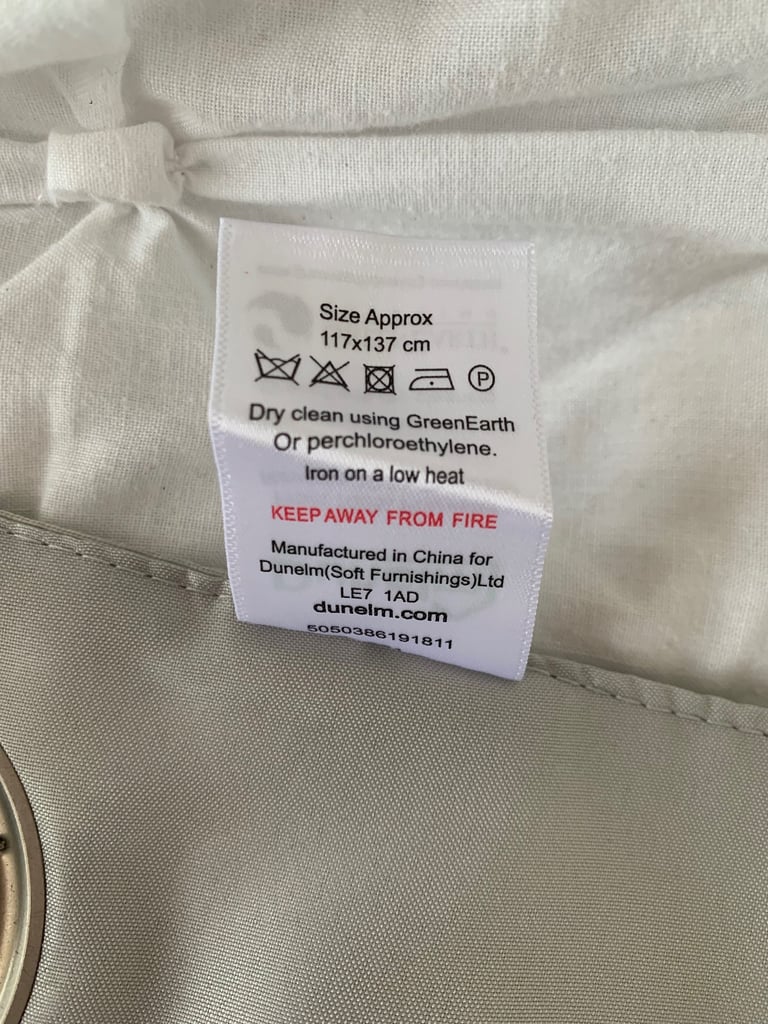 Size Approx
117x137 cm
P
Dry clean using GreenEarth
Or perchloroethylene.
Iron on a low heat
KEEP AWAY FROM FIRE
Manufactured in China for
Dunelm(Soft Furnishings)Ltd
LE7 1AD
dunelm.com
5050386191811